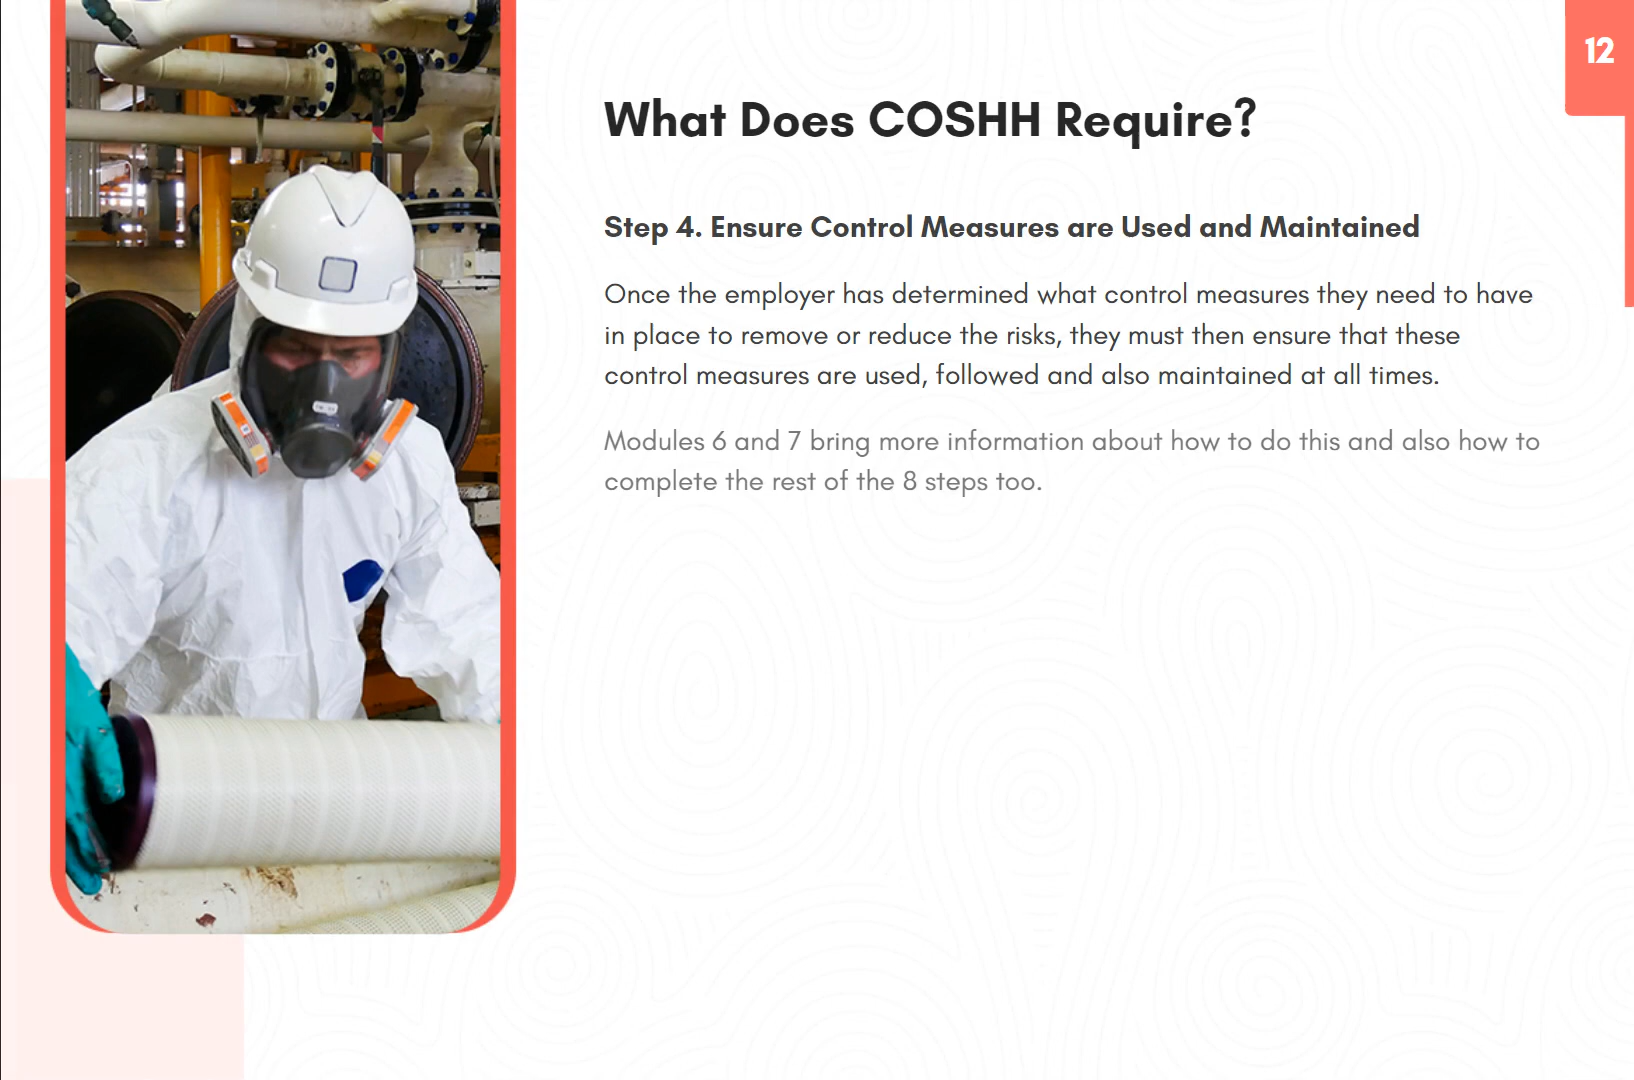 12
What Does COSHH Require?
Step 4. Ensure Control Measures are Used and Maintained
Once the employer has determined what control measures they need to have
in place to remove or reduce the risks, they must then ensure that these
control measures are used, followed and also maintained at all times.
Modules 6 and 7 bring more information about how to do this and also how to
complete the rest of the 8 steps too.